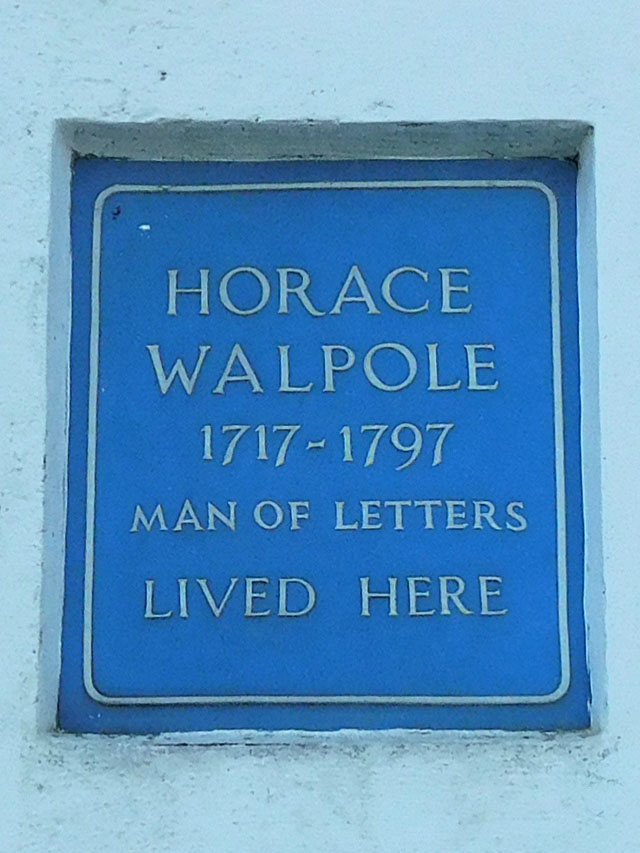 HORACE
WALPOLE
1717-1797
MAN OF LETTERS
LIVED HERE